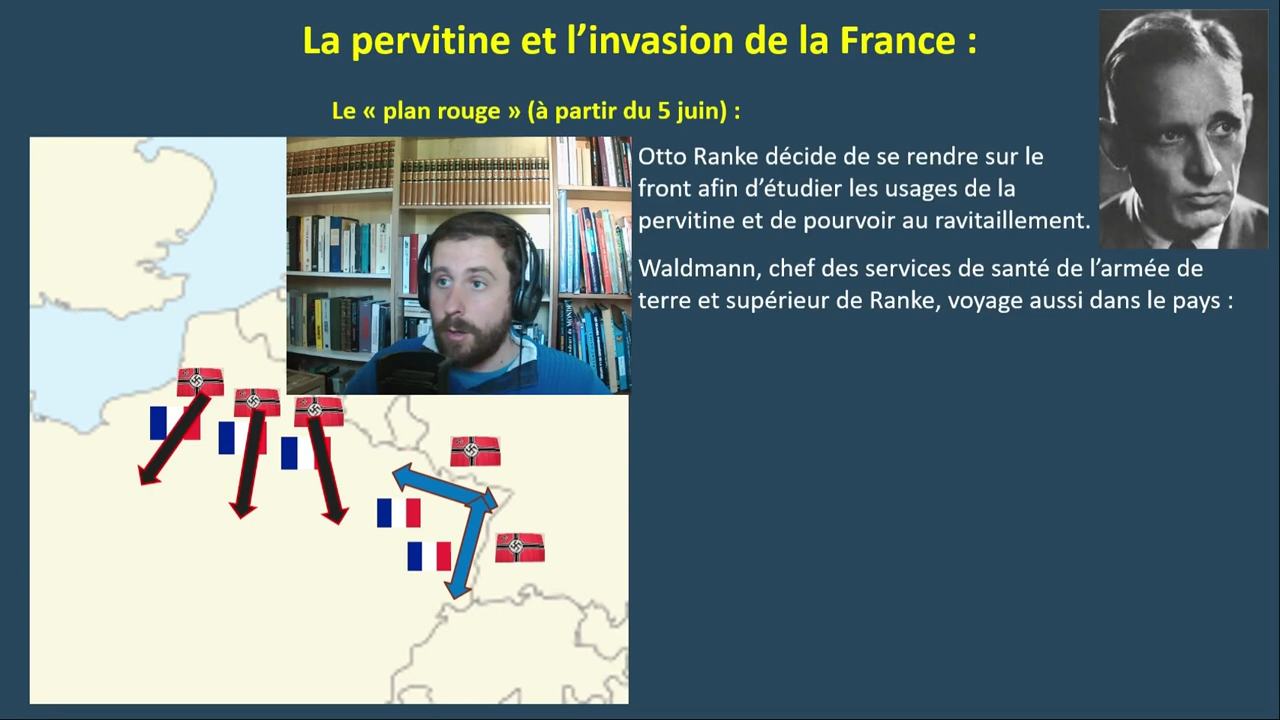 La pervitine et l’invasion de la France :
Le « plan rouge » (à partir du 5 juin) :
Otto Ranke décide de se rendre sur le
front afin d’étudier les usages de la
pervitine et de pourvoir au ravitaillement.
Waldmann, chef des services de santé de l’armée de
terre et supérieur de Ranke, voyage aussi dans le pays :